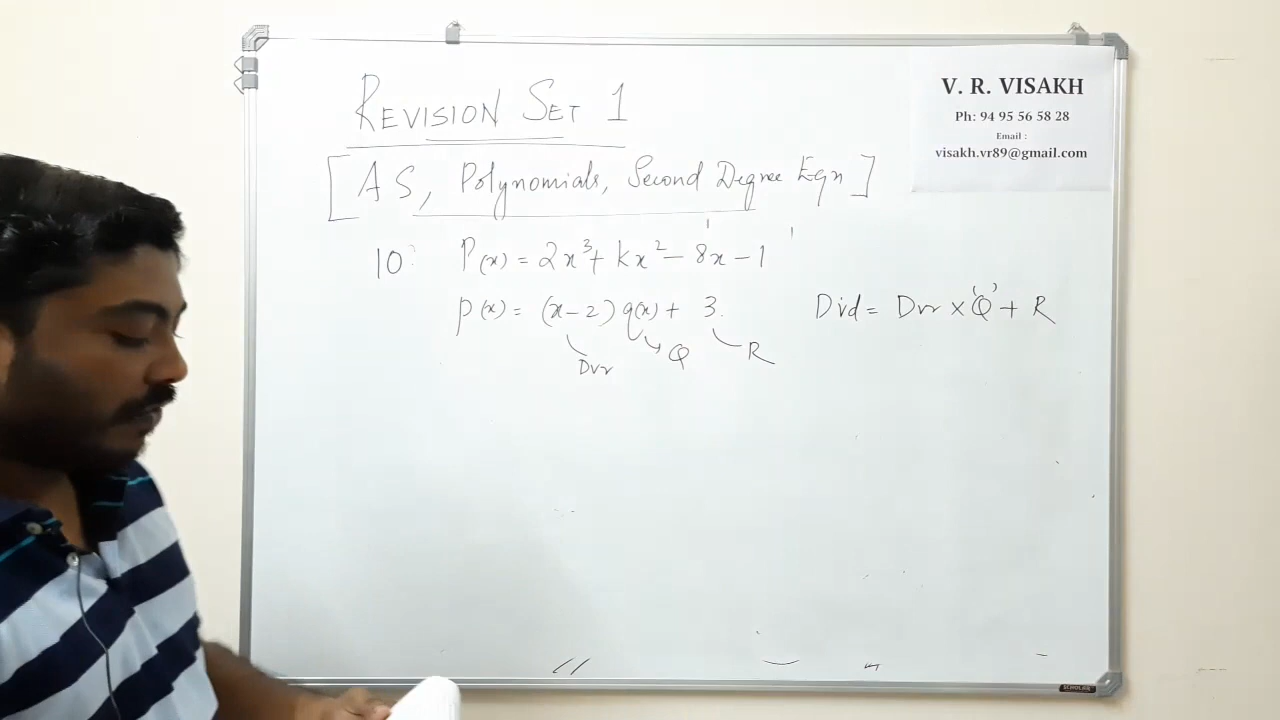 REVISION SET 1
[AS, Polynomials, Second Degree Eqn]
10. P(x) = 2x³ + kx² - 8x - 1
p(x) = (x-2) q(x) + 3.
Dvr Q R
Dvd = Dvr × 'Q' + R
V. R. VISAKH
Ph: 94 95 56 58 28
Email :
visakh.vr89@gmail.com
SCHOLAR